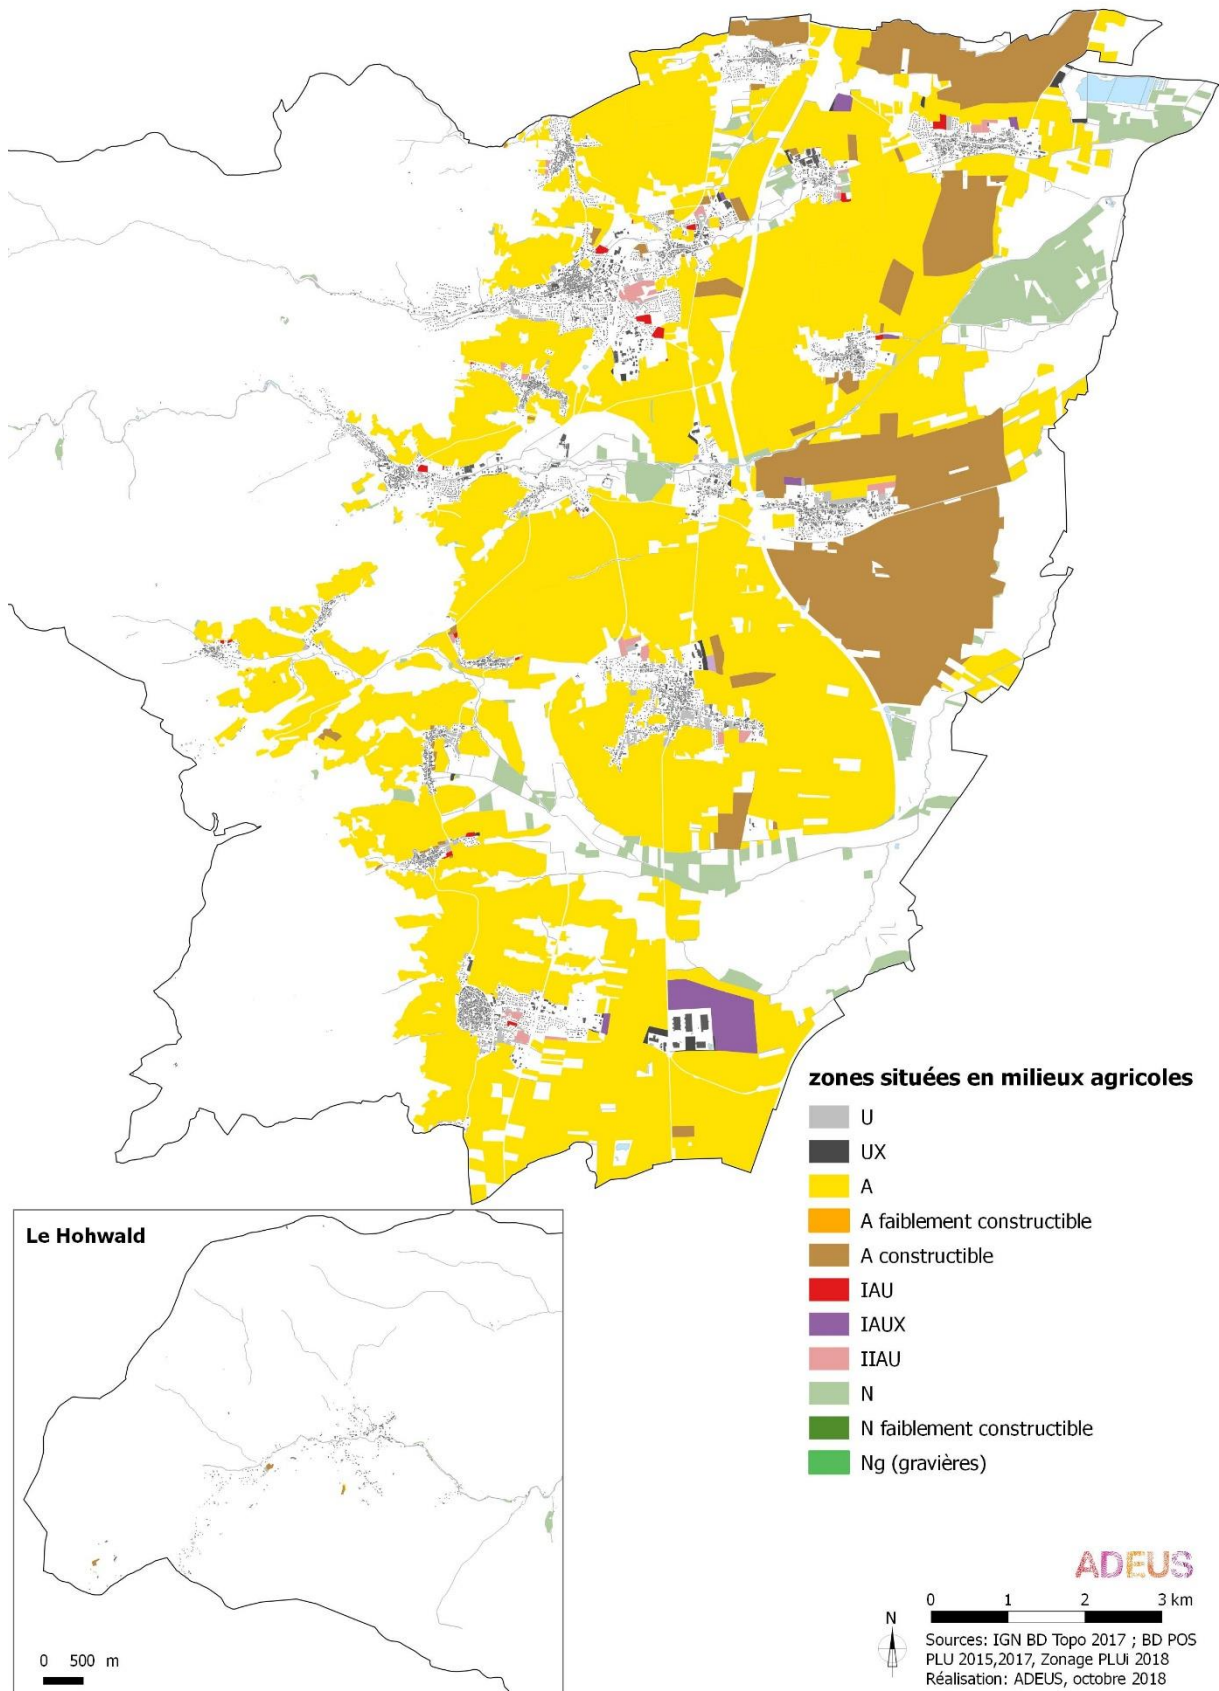 zones situées en milieux agricoles
U
UX
A
A faiblement constructible
A constructible
IAU
IAUX
IIAU
N
N faiblement constructible
Ng (gravières)
Le Hohwald
0 500 m
ADEUS
0 1 2 3 km
N
Sources: IGN BD Topo 2017 ; BD POS
PLU 2015,2017, Zonage PLUi 2018
Réalisation: ADEUS, octobre 2018